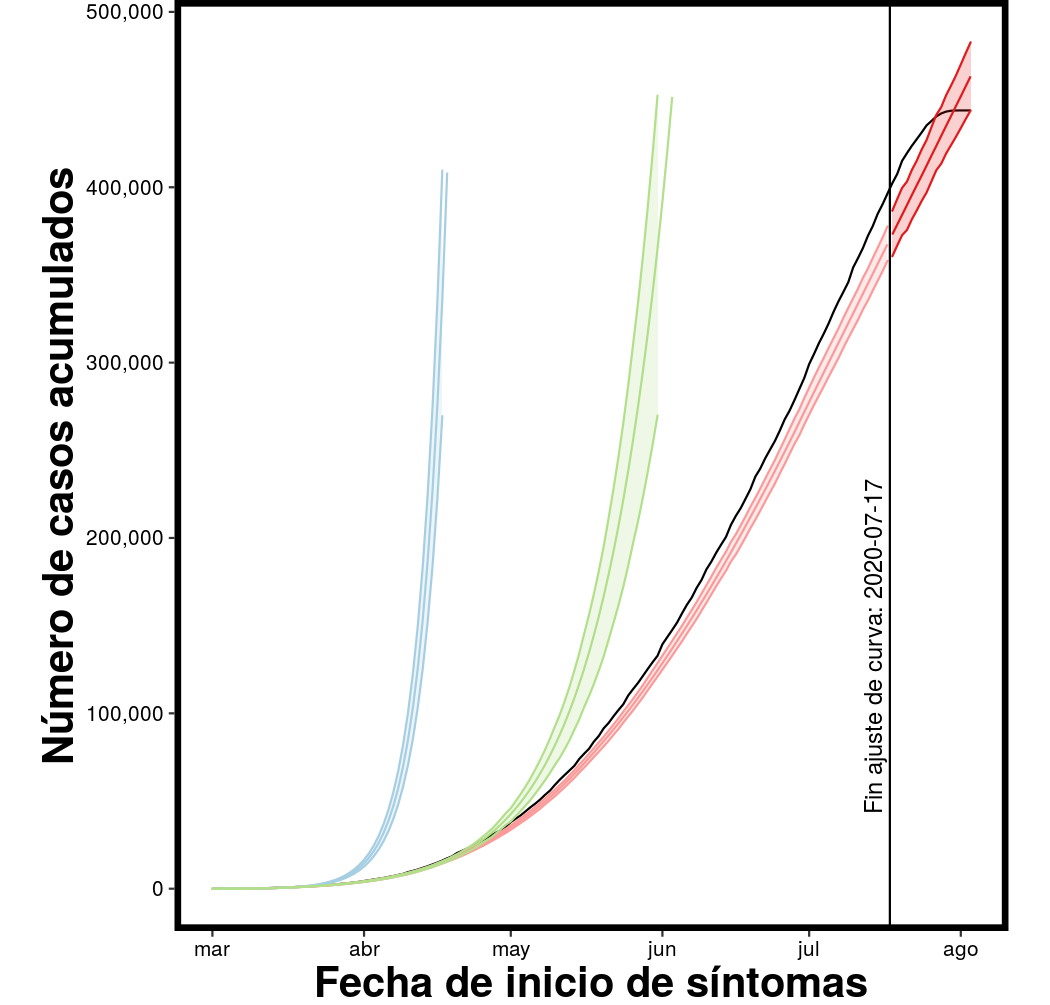 500,000
400,000
300,000
200,000
100,000
0
Número de casos acumulados
Fin ajuste de curva: 2020-07-17
mar abr may jun jul ago
Fecha de inicio de síntomas